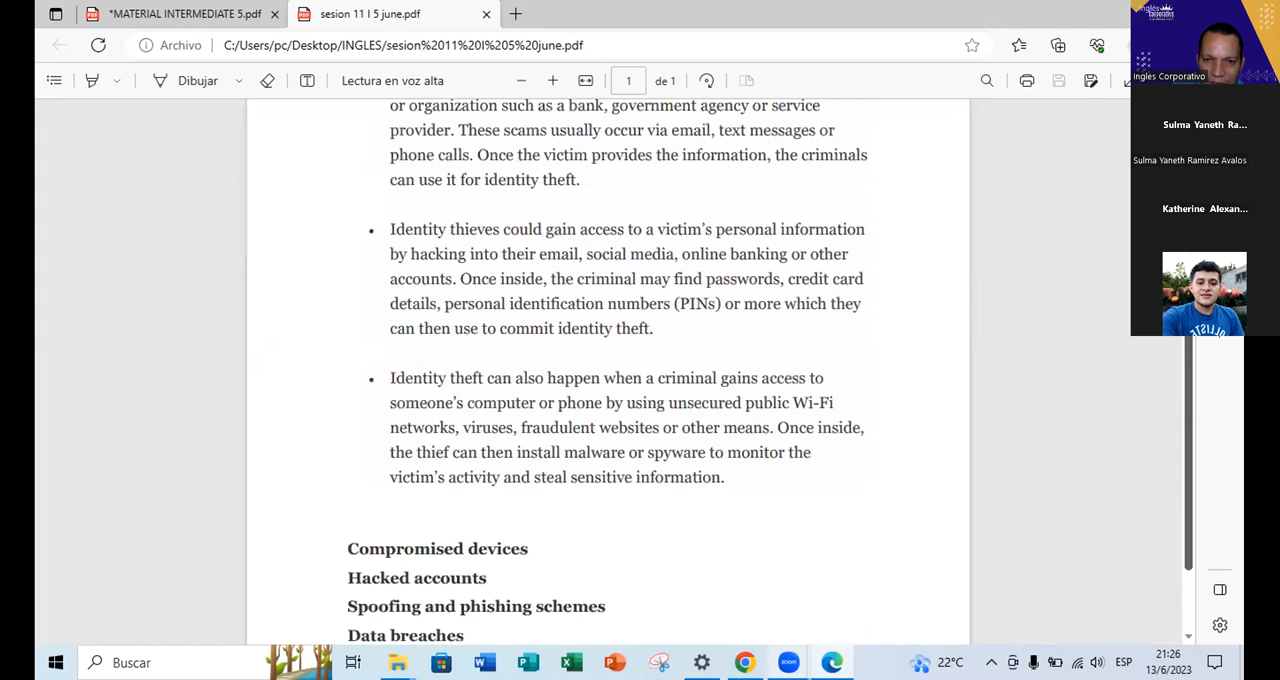 *MATERIAL INTERMEDIATE 5.pdf
sesion 11 I 5 june.pdf
Archivo
C:/Users/pc/Desktop/INGLES/sesion%2011%20I%205%20june.pdf
Dibujar
Lectura en voz alta
1
de 1
or organization such as a bank, government agency or service
provider. These scams usually occur via email, text messages or
phone calls. Once the victim provides the information, the criminals
can use it for identity theft.
• Identity thieves could gain access to a victim's personal information
by hacking into their email, social media, online banking or other
accounts. Once inside, the criminal may find passwords, credit card
details, personal identification numbers (PINs) or more which they
can then use to commit identity theft.
• Identity theft can also happen when a criminal gains access to
someone's computer or phone by using unsecured public Wi-Fi
networks, viruses, fraudulent websites or other means. Once inside,
the thief can then install malware or spyware to monitor the
victim's activity and steal sensitive information.
Compromised devices
Hacked accounts
Spoofing and phishing schemes
Data breaches
Inglés
Corporativo
Ingles Corporativo
Sulma Yaneth Ra...
Sulma Yaneth Ramirez Avalos
Katherine Alexan...
Buscar
zoom
22°C
ESP
21:26
13/6/2023